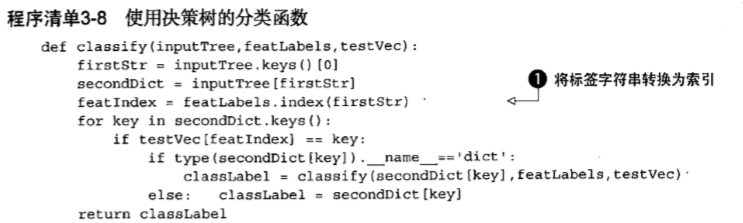 程序清单3-8 使用决策树的分类函数
def classify(inputTree,featLabels,testVec):
    firstStr = inputTree.keys()[0]
    secondDict = inputTree[firstStr]
    featIndex = featLabels.index(firstStr)    ❶ 将标签字符串转换为索引
    for key in secondDict.keys():
        if testVec[featIndex] == key:
            if type(secondDict[key]).__name__=='dict':
                classLabel = classify(secondDict[key],featLabels,testVec)
            else:   classLabel = secondDict[key]
    return classLabel